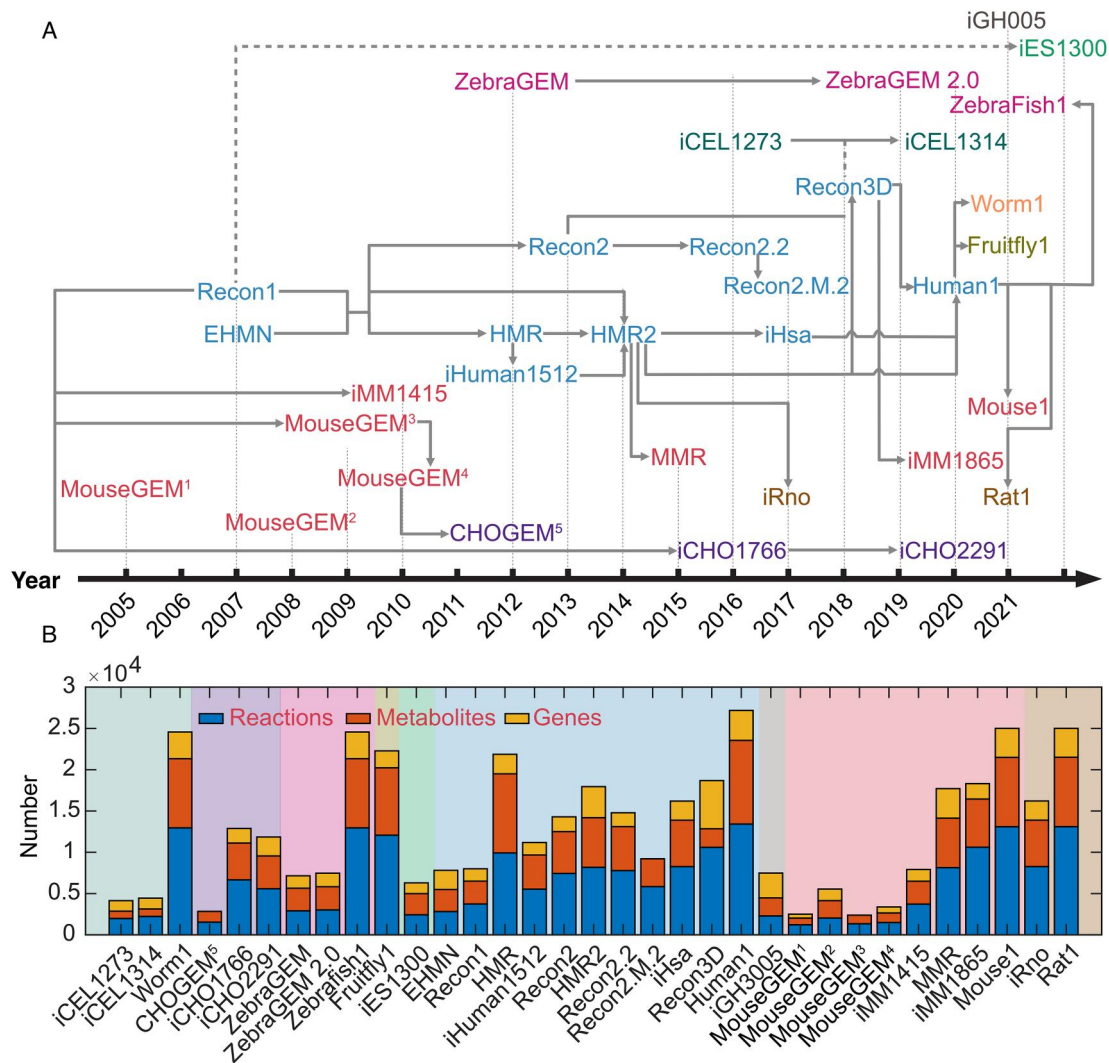 A
iGH005
iES1300
ZebraGEM
ZebraGEM 2.0
ZebraFish1
iCEL1273
iCEL1314
Recon3D
Worm1
Recon2
Recon2.2
Fruitfly1
Recon1
Recon2.M.2
Human1
EHMN
HMR
HMR2
iHsa
iHuman1512
iMM1415
Mouse1
MouseGEM³
MMR
iMM1865
MouseGEM⁴
MouseGEM¹
iRno
Rat1
MouseGEM²
CHOGEM⁵
iCHO1766
iCHO2291
Year
2005 2006 2007 2008 2009 2010 2011 2012 2013 2014 2015 2016 2017 2018 2019 2020 2021
B
×10⁴
3
2.5
2
1.5
1
0.5
0
Number
Reactions Metabolites Genes
iCEL1273
iCEL1314
Worm1
CHOGEM⁵
iCHO1766
iCHO2291
ZebraGEM
ZebraGEM 2.0
Zebrafish1
Fruitfly1
iES1300
EHMN
Recon1
HMR
iHuman1512
Recon2
HMR2
Recon2.2
Recon2.M.2
iHsa
Recon3D
Human1
iGH3005
MouseGEM¹
MouseGEM²
MouseGEM³
MouseGEM⁴
iMM1415
MMR
iMM1865
Mouse1
iRno
Rat1